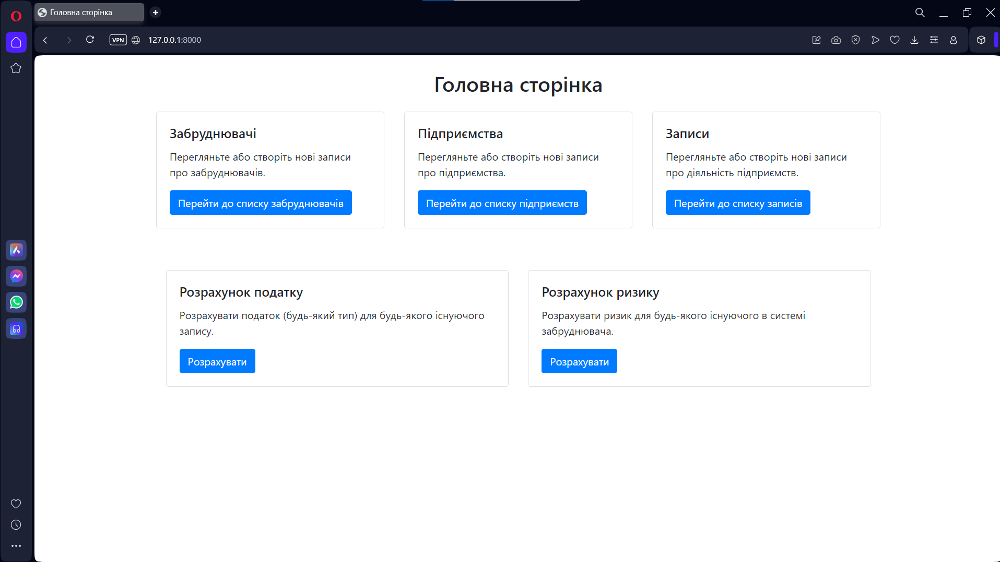 Головна сторінка
VPN
127.0.0.1:8000
Головна сторінка
Забруднювачі
Перегляньте або створіть нові записи
про забруднювачів.
Перейти до списку забруднювачів
Підприємства
Перегляньте або створіть нові записи
про підприємства.
Перейти до списку підприємств
Записи
Перегляньте або створіть нові записи
про діяльність підприємств.
Перейти до списку записів
Розрахунок податку
Розрахувати податок (будь-який тип) для будь-якого існуючого
запису.
Розрахувати
Розрахунок ризику
Розрахувати ризик для будь-якого існуючого в системі
забруднювача.
Розрахувати